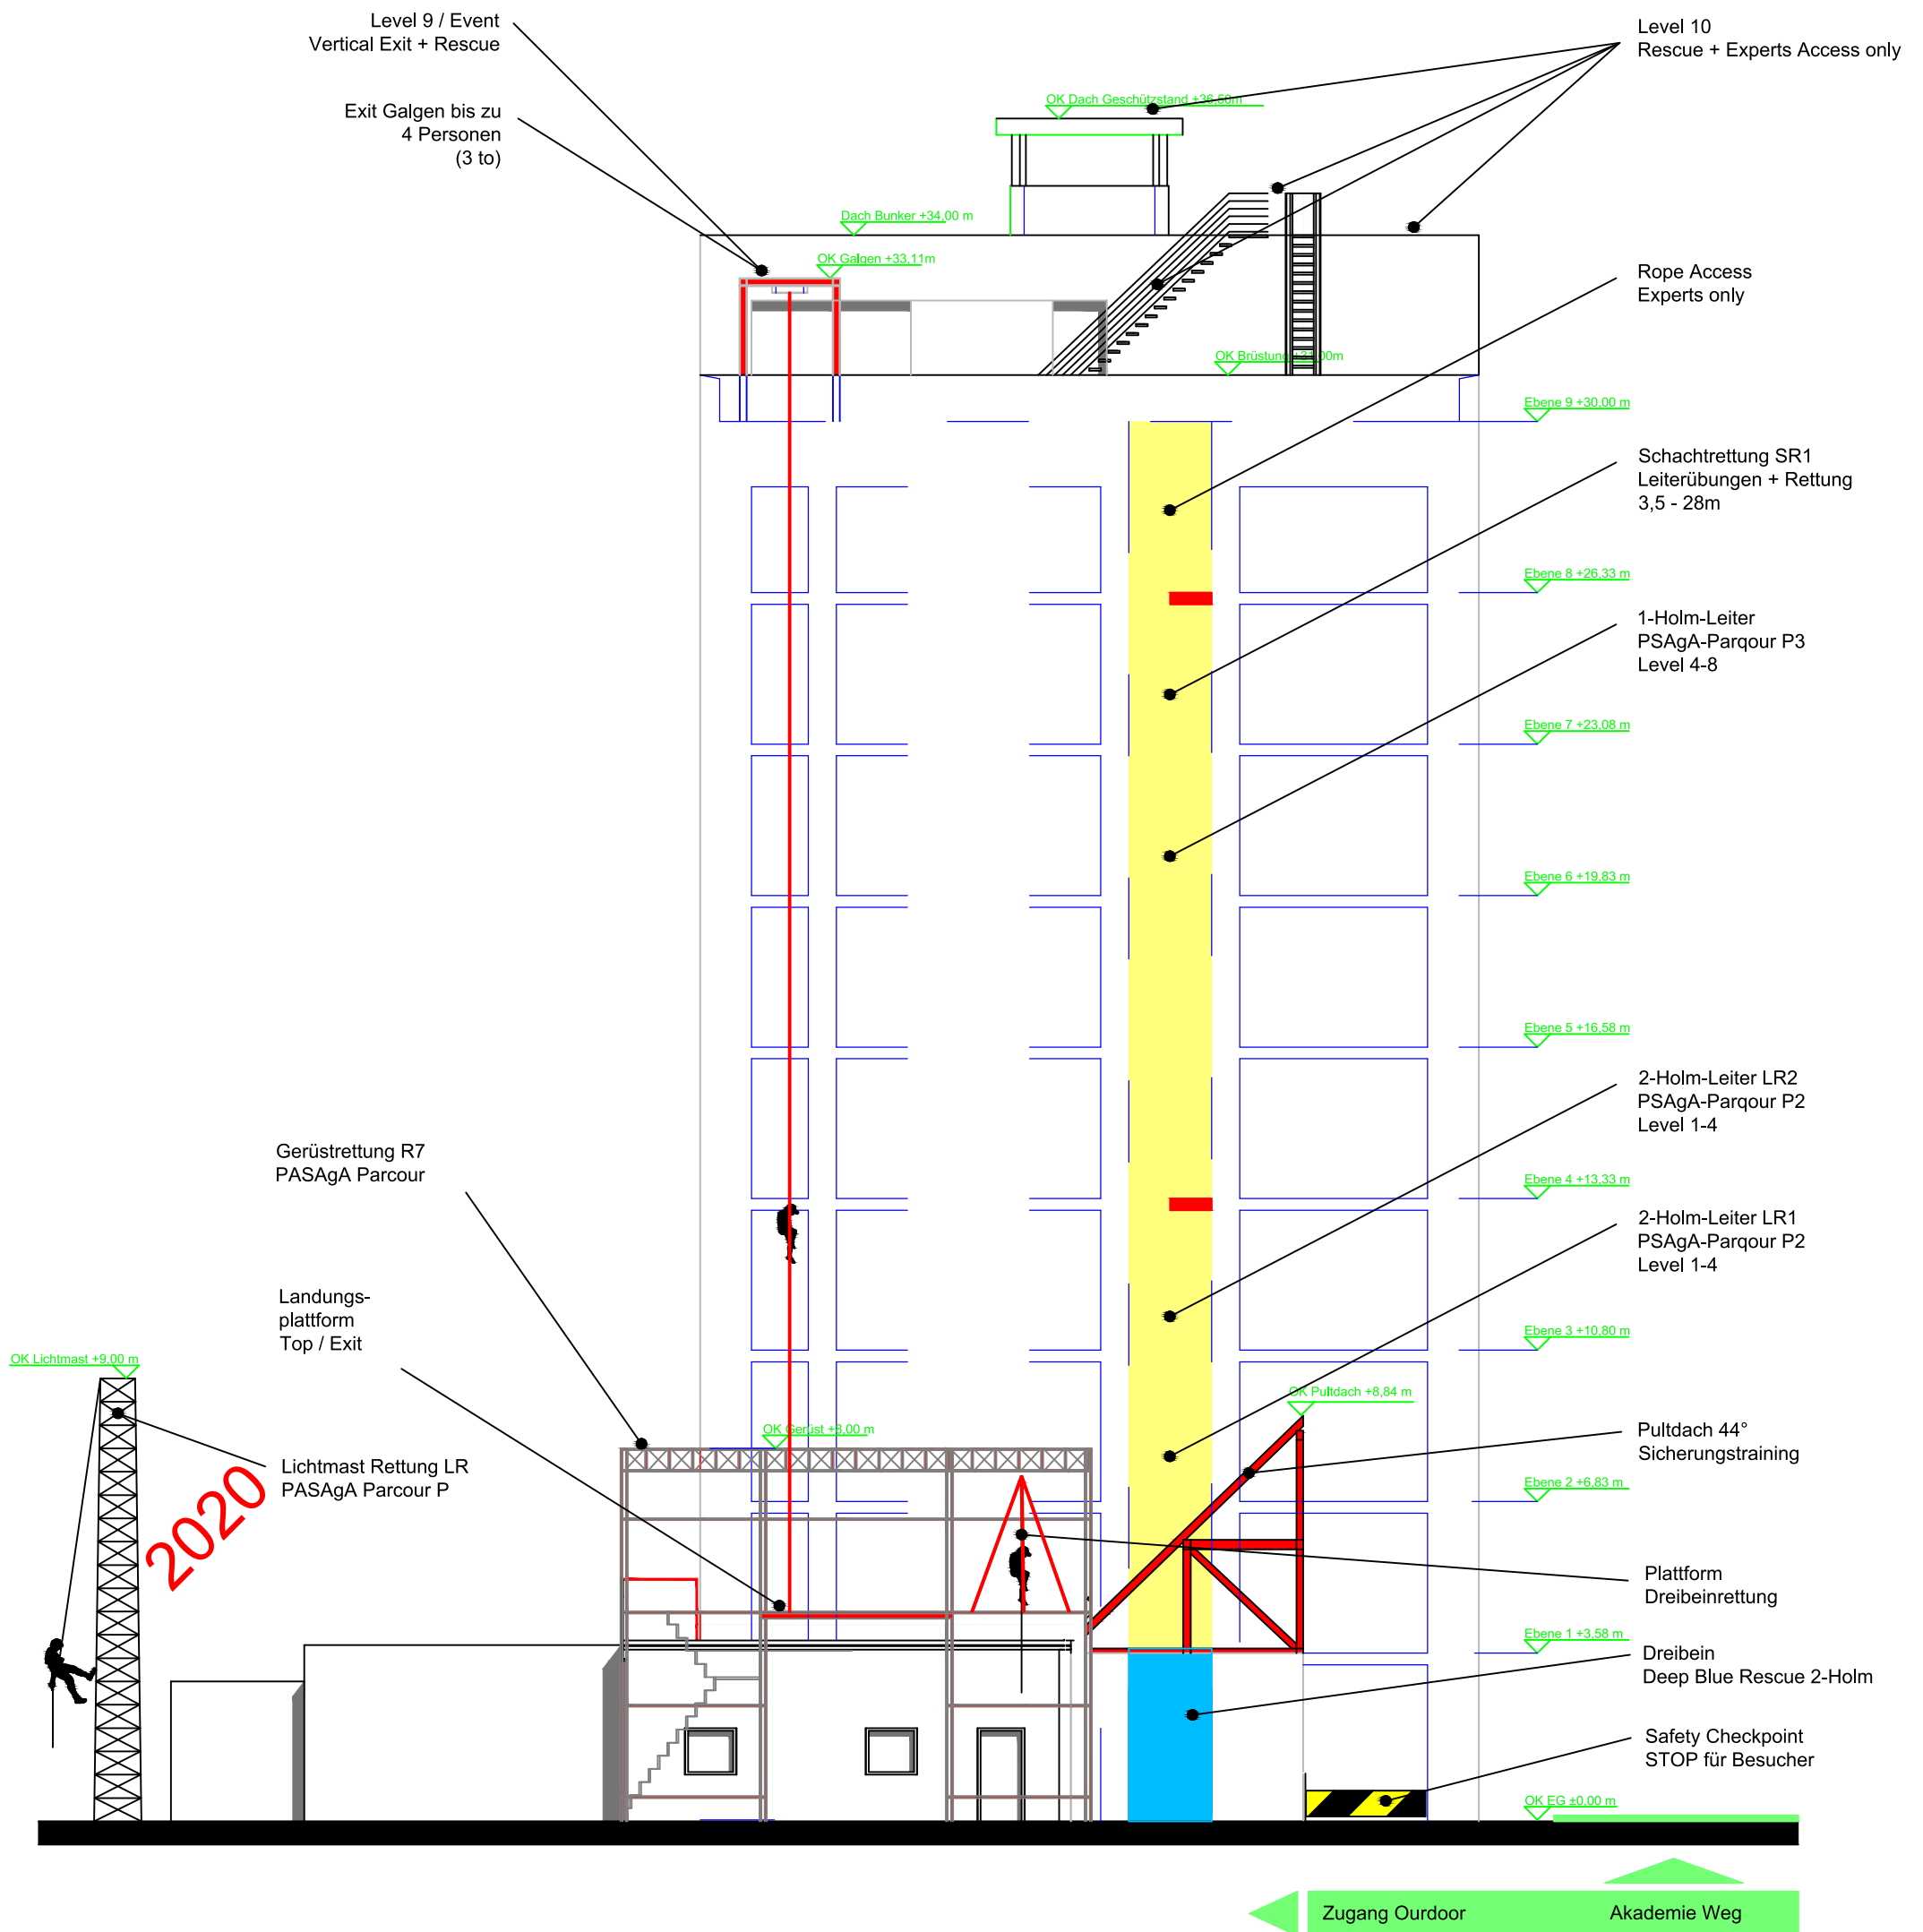 Level 9 / Event
Vertical Exit + Rescue
Exit Galgen bis zu
4 Personen
(3 to)
Level 10
Rescue + Experts Access only
OK Dach Geschützstand +36.50m
Dach Bunker +34,00 m
OK Galgen +33,11m
OK Brüstung +31,00m
Rope Access
Experts only
Ebene 9 +30,00 m
Schachtrettung SR1
Leiterübungen + Rettung
3,5 - 28m
Ebene 8 +26,33 m
1-Holm-Leiter
PSAgA-Parqour P3
Level 4-8
Ebene 7 +23.08 m
Ebene 6 +19,83 m
Ebene 5 +16,58 m
2-Holm-Leiter LR2
PSAgA-Parqour P2
Level 1-4
Gerüstrettung R7
PASAgA Parcour
Ebene 4 +13,33 m
2-Holm-Leiter LR1
PSAgA-Parqour P2
Level 1-4
Landungs-
plattform
Top / Exit
Ebene 3 +10,80 m
OK Lichtmast +9,00 m
OK Pultdach +8,84 m
OK Gerüst +8,00 m
Pultdach 44°
Sicherungstraining
Lichtmast Rettung LR
PASAgA Parcour P
2020
Ebene 2 +6,83 m
Plattform
Dreibeinrettung
Ebene 1 +3,58 m
Dreibein
Deep Blue Rescue 2-Holm
Safety Checkpoint
STOP für Besucher
OK EG ±0,00 m
Zugang Ourdoor
Akademie Weg